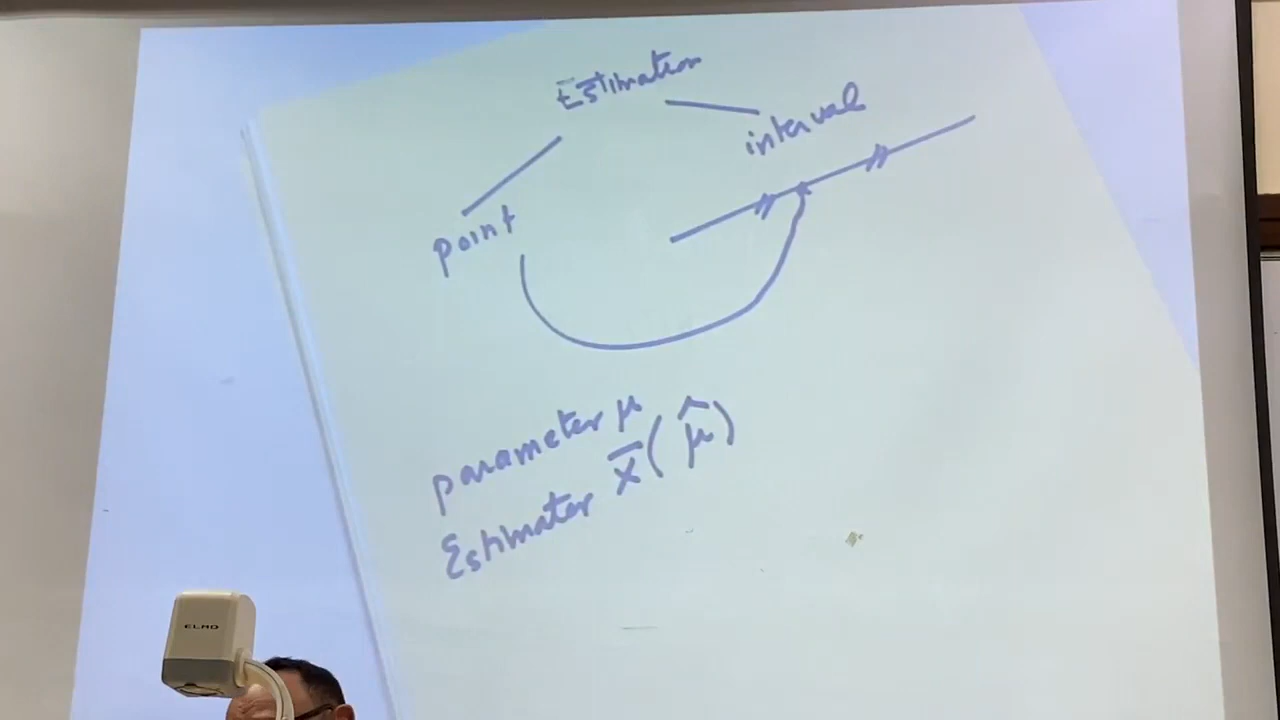 Estimation
interval
point
parameter μ
Estimater x̄ (μ̂)
ELMO